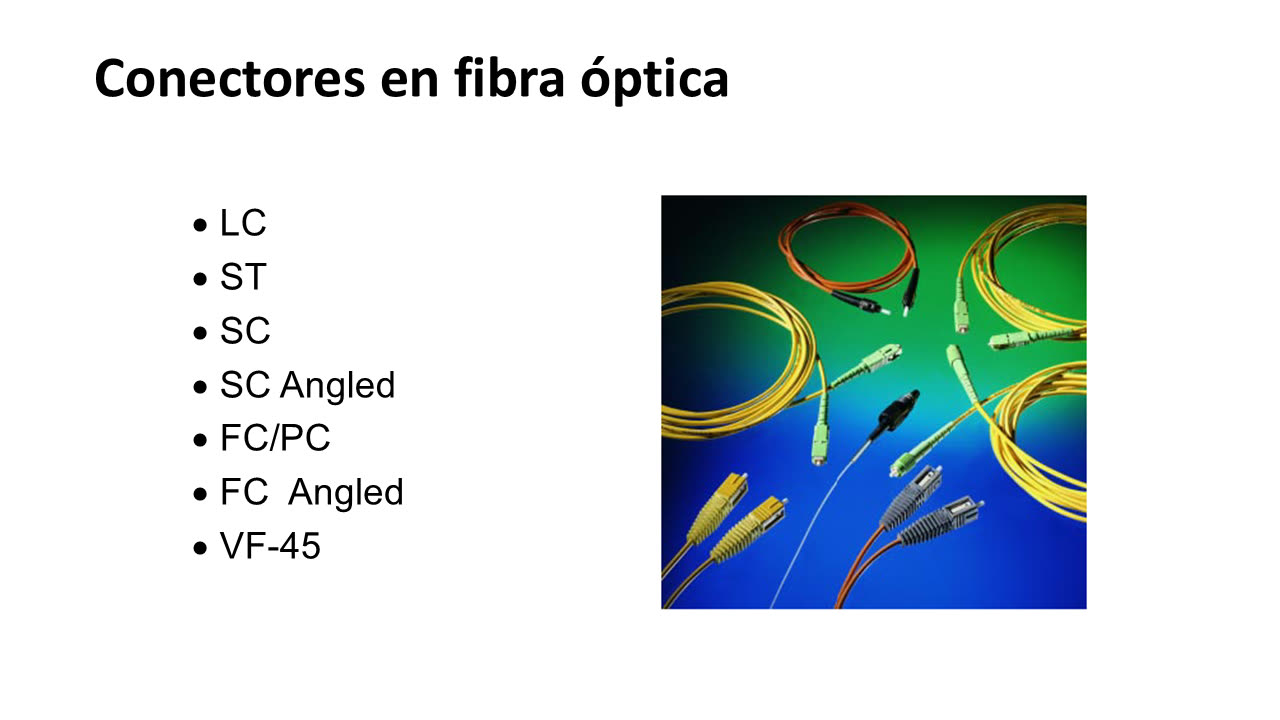 Conectores en fibra óptica
• LC
• ST
• SC
• SC Angled
• FC/PC
• FC  Angled
• VF-45